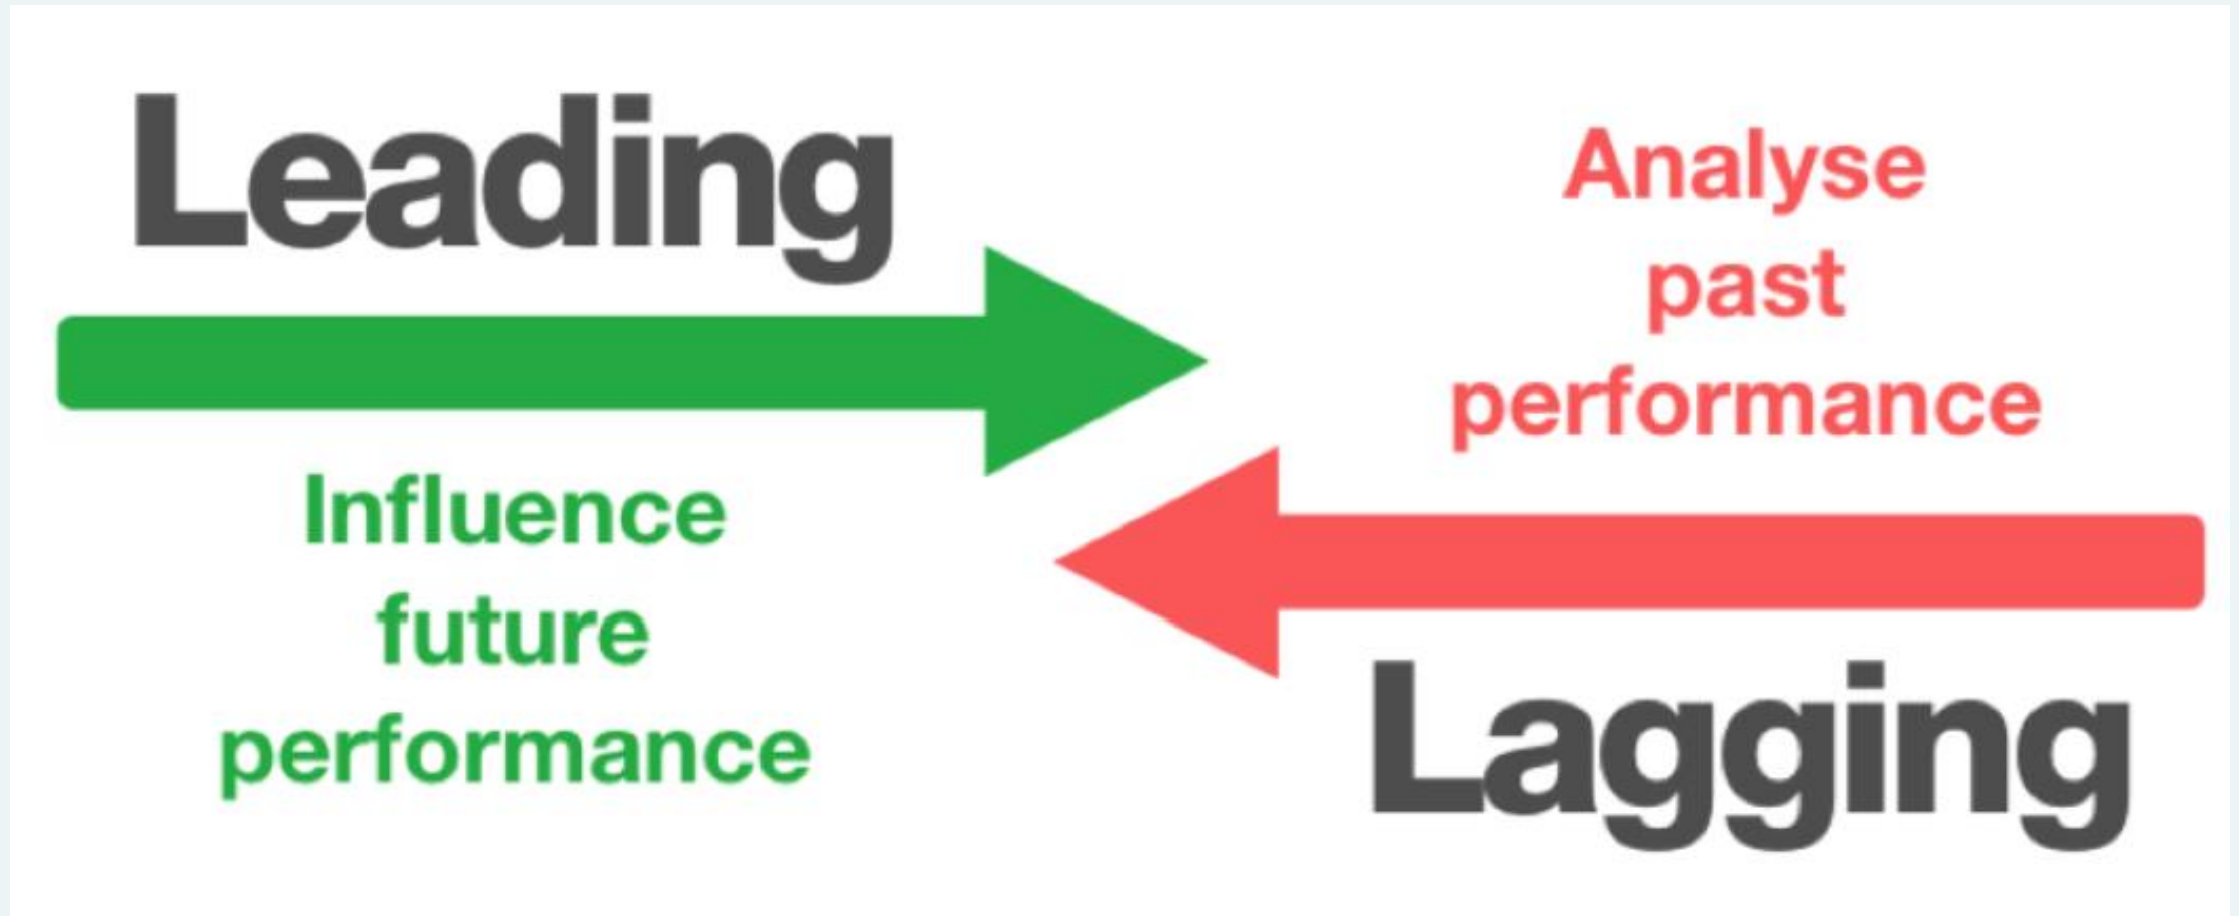 Leading
Influence
future
performance
Analyse
past
performance
Lagging